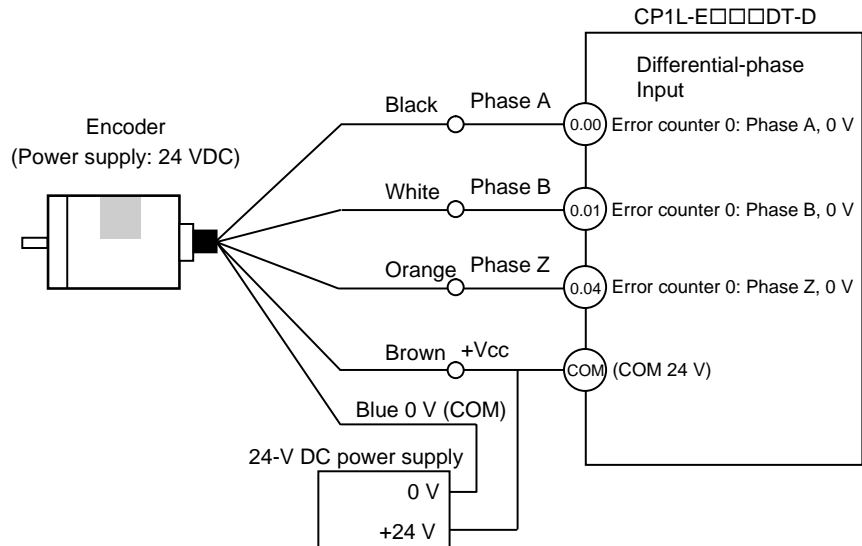 CP1L-E□□□DT-D
Differential-phase
Input
Encoder
(Power supply: 24 VDC)
Black Phase A 0.00 Error counter 0: Phase A, 0 V
White Phase B 0.01 Error counter 0: Phase B, 0 V
Orange Phase Z 0.04 Error counter 0: Phase Z, 0 V
Brown +Vcc COM (COM 24 V)
Blue 0 V (COM)
24-V DC power supply
0 V
+24 V